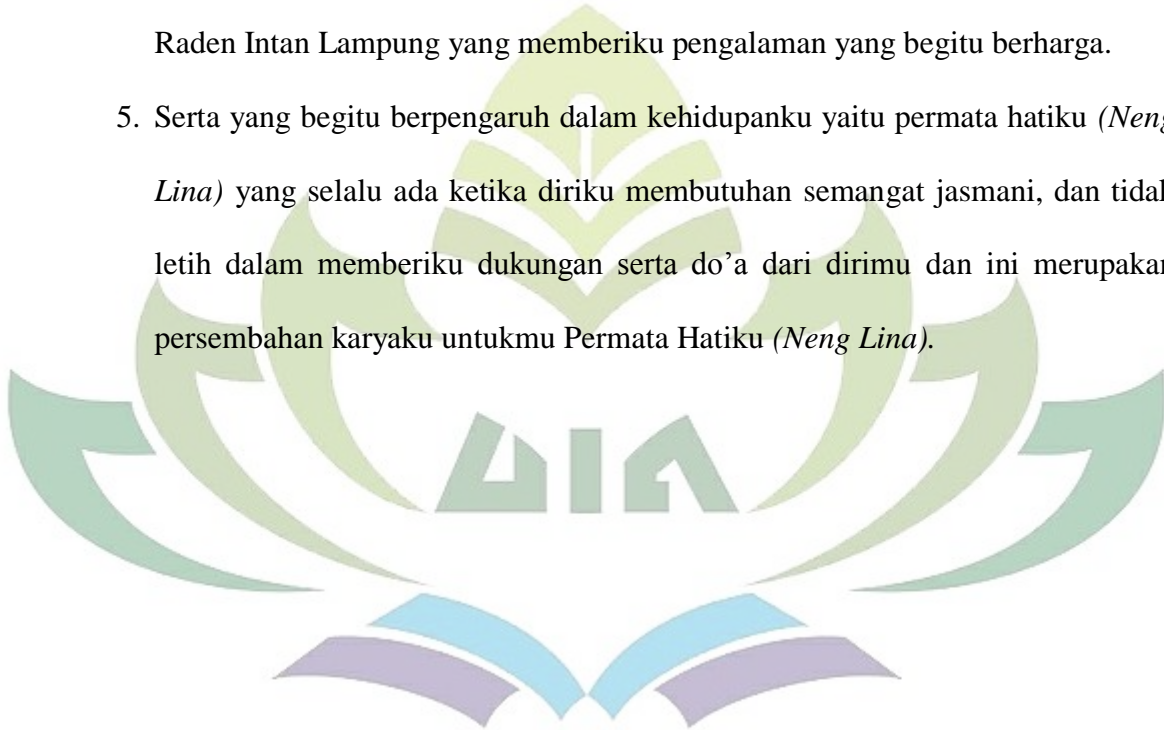 Raden Intan Lampung yang memberiku pengalaman yang begitu berharga.
5. Serta yang begitu berpengaruh dalam kehidupanku yaitu permata hatiku (Neng
Lina) yang selalu ada ketika diriku membutuhan semangat jasmani, dan tidak
letih dalam memberiku dukungan serta do’a dari dirimu dan ini merupakan
persembahan karyaku untukmu Permata Hatiku (Neng Lina).
UIN